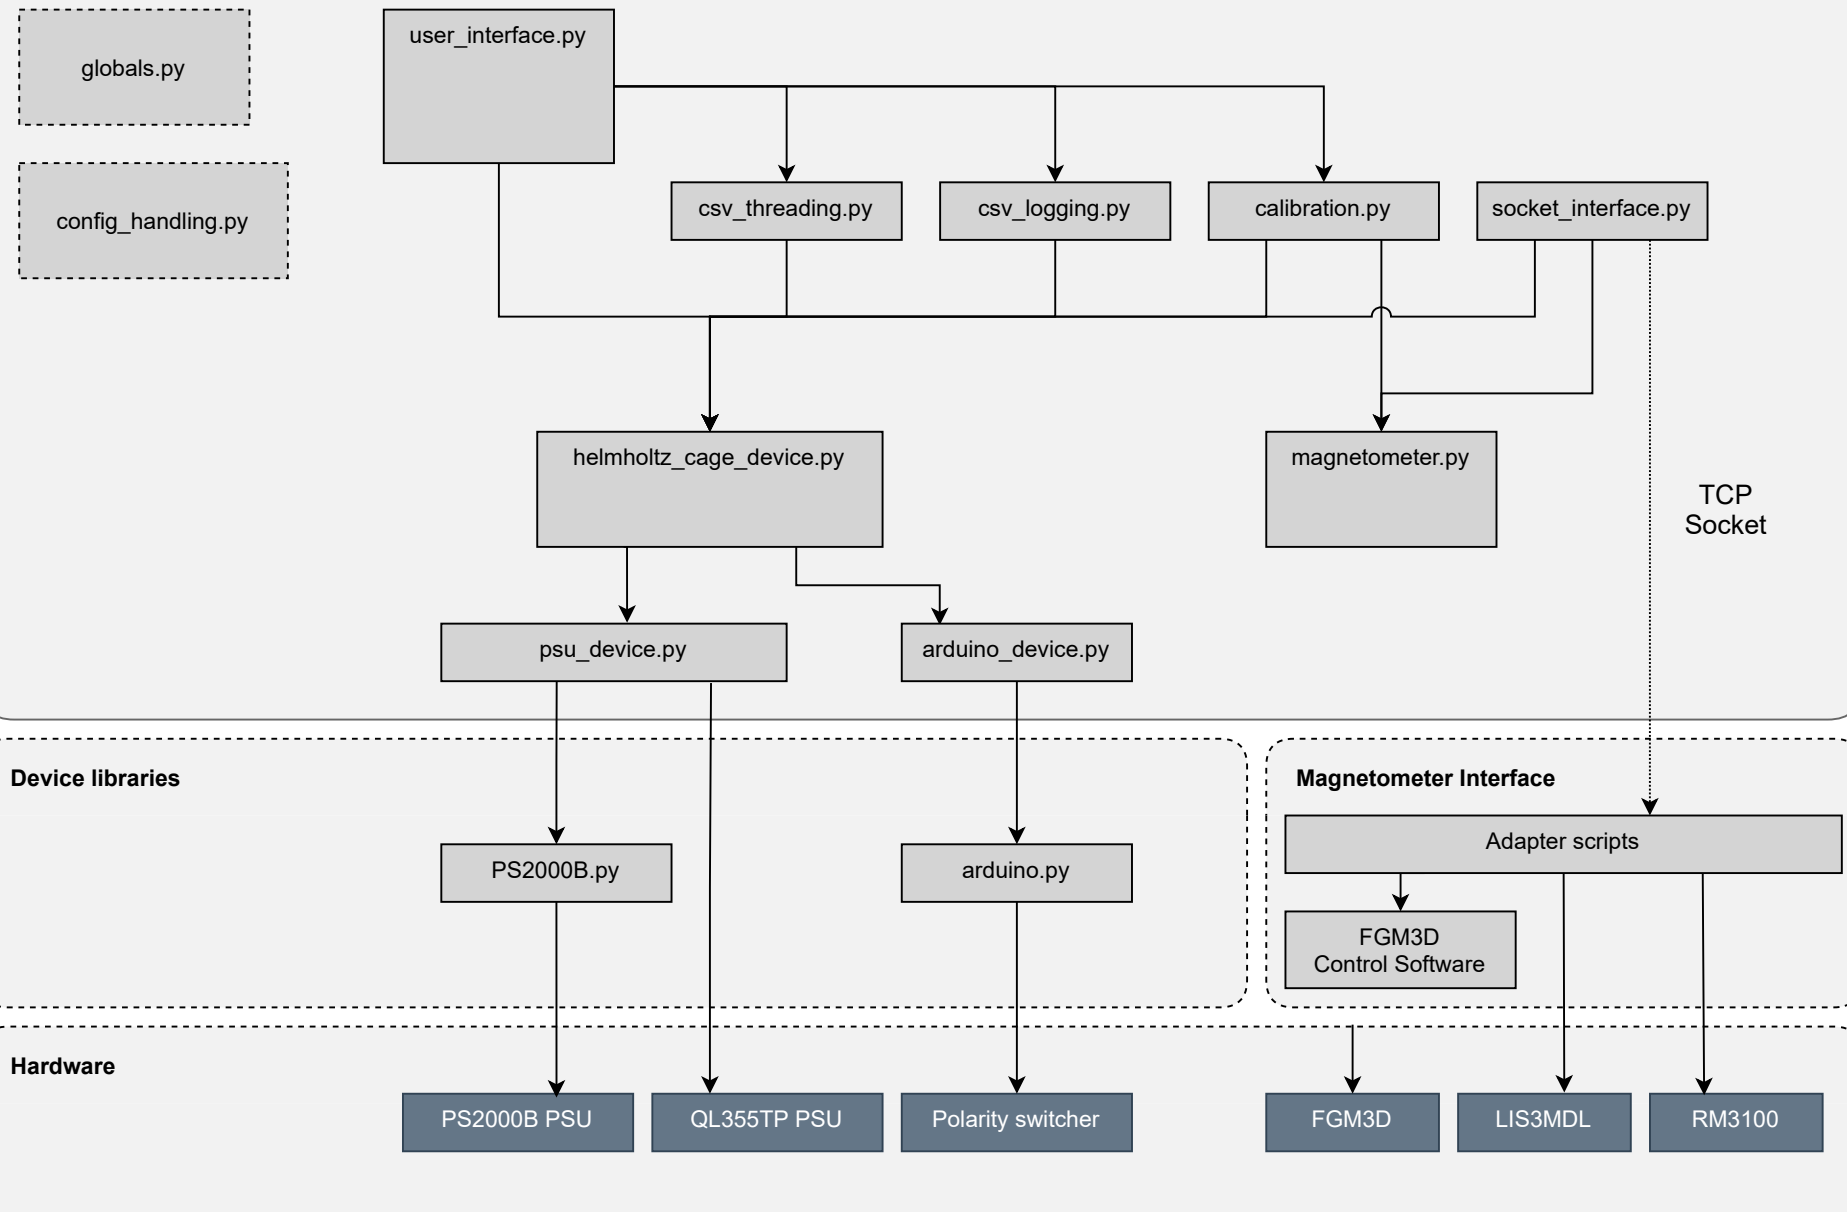 globals.py
user_interface.py
config_handling.py
csv_threading.py
csv_logging.py
calibration.py
socket_interface.py
helmholtz_cage_device.py
magnetometer.py
TCP
Socket
psu_device.py
arduino_device.py
Device libraries
Magnetometer Interface
Adapter scripts
PS2000B.py
arduino.py
FGM3D
Control Software
Hardware
PS2000B PSU
QL355TP PSU
Polarity switcher
FGM3D
LIS3MDL
RM3100